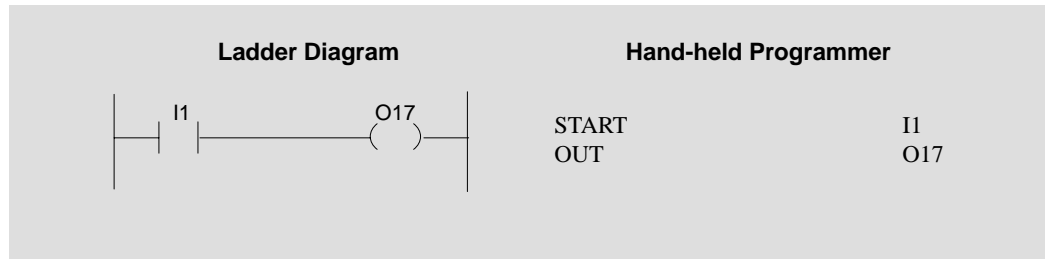 Ladder Diagram
Hand-held Programmer
I1
O17
START I1
OUT O17